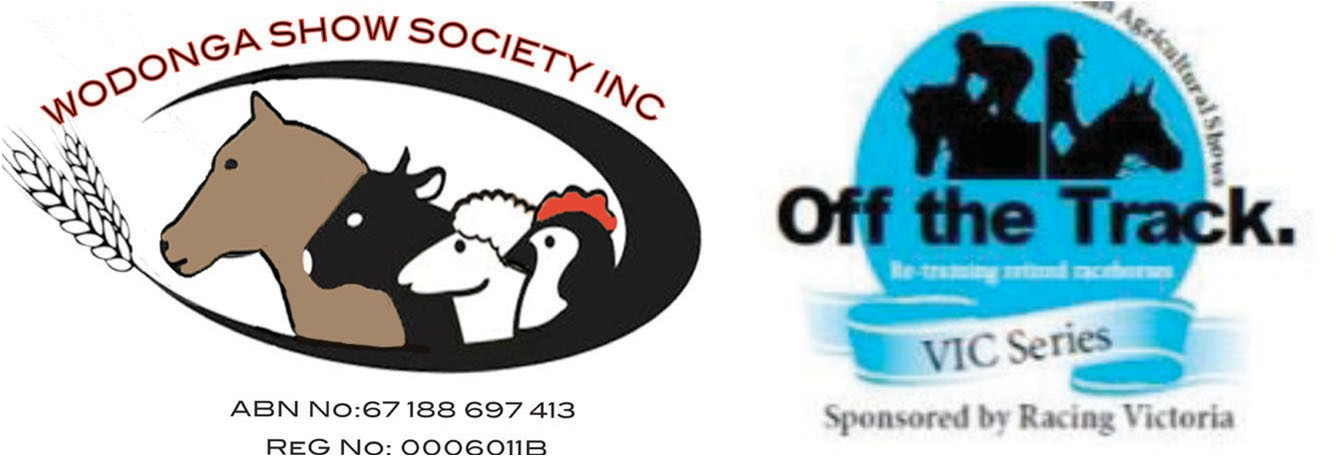 WODONGA SHOW SOCIETY INC
ABN No:67 188 697 413
REG No: 0006011B
Agricultural Shows
Off the Track.
Re-training retired racehorses
VIC Series
Sponsored by Racing Victoria